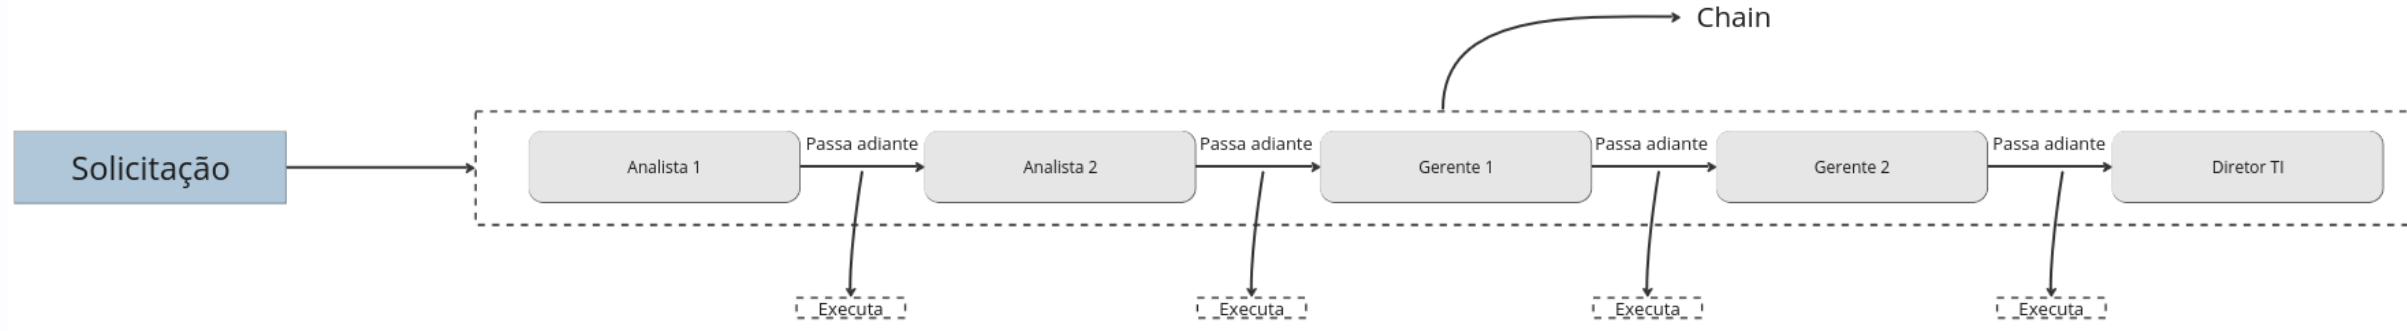 Chain
Solicitação
Analista 1
Passa adiante
Analista 2
Passa adiante
Gerente 1
Passa adiante
Gerente 2
Passa adiante
Diretor TI
Executa
Executa
Executa
Executa